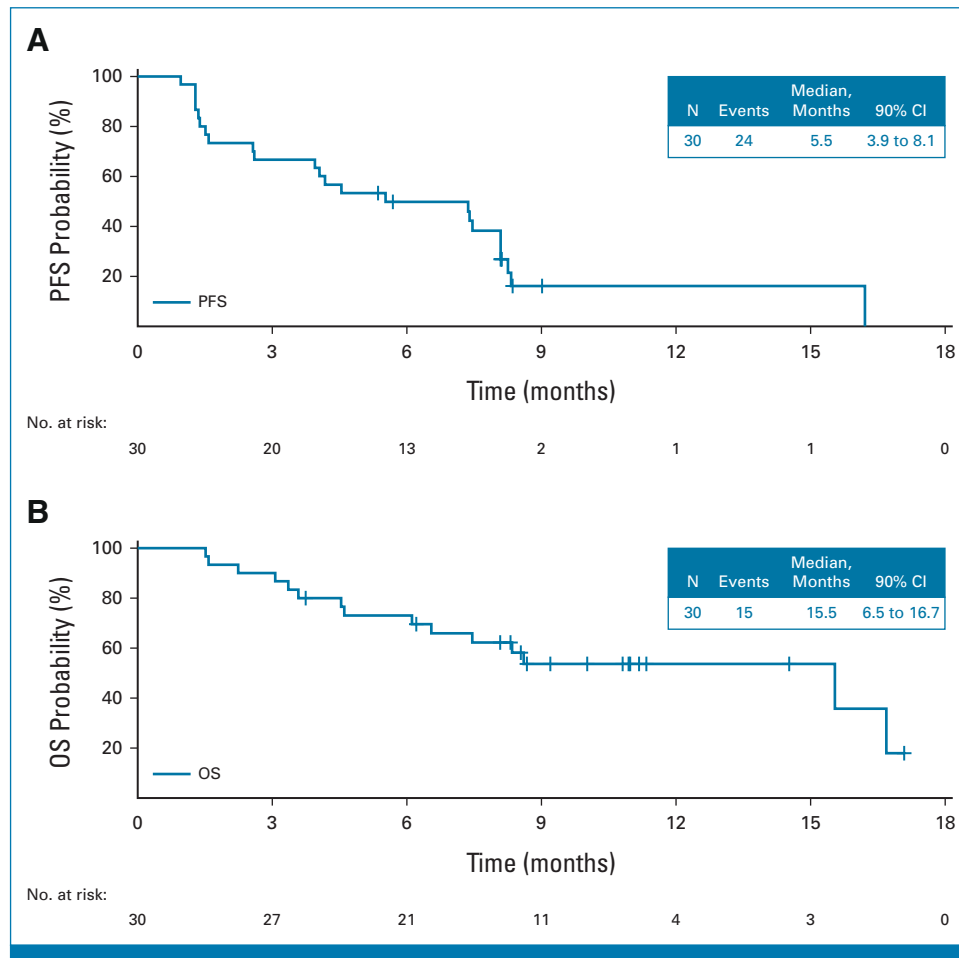 A
100
80
60
40
20
PFS Probability (%)
Median,
N Events Months 90% CI
30 24 5.5 3.9 to 8.1
PFS
0 3 6 9 12 15 18
Time (months)
No. at risk:
30 20 13 2 1 1 0
B
100
80
60
40
20
OS Probability (%)
Median,
N Events Months 90% CI
30 15 15.5 6.5 to 16.7
OS
0 3 6 9 12 15 18
Time (months)
No. at risk:
30 27 21 11 4 3 0